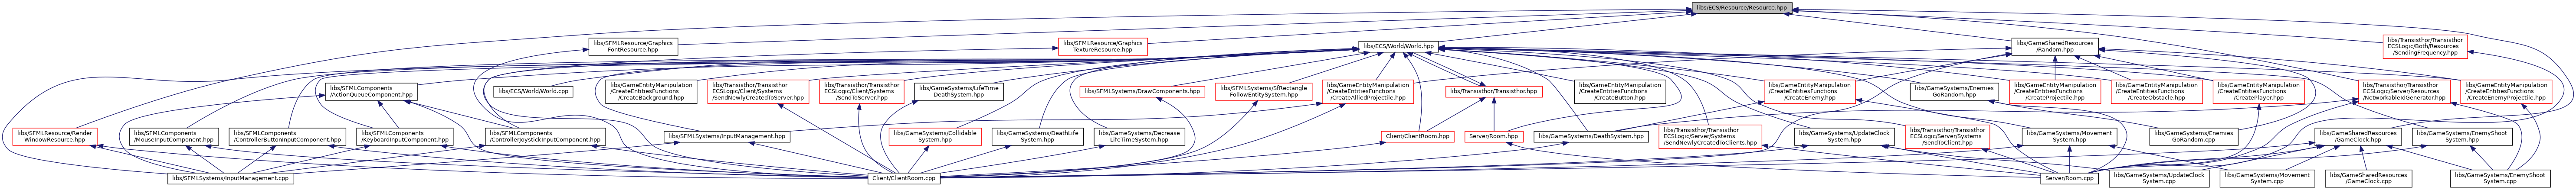 libs/ECS/Resource/Resource.hpp
libs/SFMLResource/Graphics
FontResource.hpp
libs/SFMLResource/Graphics
TextureResource.hpp
libs/ECS/World/World.hpp
libs/GameSharedResources
/Random.hpp
libs/Transisthor/Transisthor
ECSLogic/Both/Resources
/SendingFrequency.hpp
libs/SFMLComponents
/ActionQueueComponent.hpp
libs/ECS/World/World.cpp
libs/GameEntityManipulation
/CreateEntitiesFunctions
/CreateBackground.hpp
libs/Transisthor/Transisthor
ECSLogic/Client/Systems
/SendNewlyCreatedToServer.hpp
libs/Transisthor/Transisthor
ECSLogic/Client/Systems
/SendToServer.hpp
libs/GameSystems/LifeTime
DeathSystem.hpp
libs/SFMLSystems/DrawComponents.hpp
libs/SFMLSystems/SfRectangle
FollowEntitySystem.hpp
libs/GameEntityManipulation
/CreateEntitiesFunctions
/CreateAlliedProjectile.hpp
libs/Transisthor/Transisthor.hpp
libs/GameEntityManipulation
/CreateEntitiesFunctions
/CreateButton.hpp
libs/GameEntityManipulation
/CreateEntitiesFunctions
/CreateEnemy.hpp
libs/GameSystems/Enemies
GoRandom.hpp
libs/GameEntityManipulation
/CreateEntitiesFunctions
/CreateProjectile.hpp
libs/GameEntityManipulation
/CreateEntitiesFunctions
/CreateObstacle.hpp
libs/GameEntityManipulation
/CreateEntitiesFunctions
/CreatePlayer.hpp
libs/Transisthor/Transisthor
ECSLogic/Server/Resources
/NetworkableIdGenerator.hpp
libs/GameEntityManipulation
/CreateEntitiesFunctions
/CreateEnemyProjectile.hpp
libs/SFMLResource/Render
WindowResource.hpp
libs/SFMLComponents
/MouseInputComponent.hpp
libs/SFMLComponents
/ControllerButtonInputComponent.hpp
libs/SFMLComponents
/KeyboardInputComponent.hpp
libs/SFMLComponents
/ControllerJoystickInputComponent.hpp
libs/SFMLSystems/InputManagement.hpp
libs/GameSystems/Collidable
System.hpp
libs/GameSystems/DeathLife
System.hpp
libs/GameSystems/Decrease
LifeTimeSystem.hpp
Client/ClientRoom.hpp
Server/Room.hpp
libs/GameSystems/DeathSystem.hpp
libs/Transisthor/Transisthor
ECSLogic/Server/Systems
/SendNewlyCreatedToClients.hpp
libs/GameSystems/UpdateClock
System.hpp
libs/Transisthor/Transisthor
ECSLogic/Server/Systems
/SendToClient.hpp
libs/GameSystems/Movement
System.hpp
libs/GameSystems/Enemies
GoRandom.cpp
libs/GameSharedResources
/GameClock.hpp
libs/GameSystems/EnemyShoot
System.hpp
libs/SFMLSystems/InputManagement.cpp
Client/ClientRoom.cpp
Server/Room.cpp
libs/GameSystems/UpdateClock
System.cpp
libs/GameSystems/Movement
System.cpp
libs/GameSharedResources
/GameClock.cpp
libs/GameSystems/EnemyShoot
System.cpp